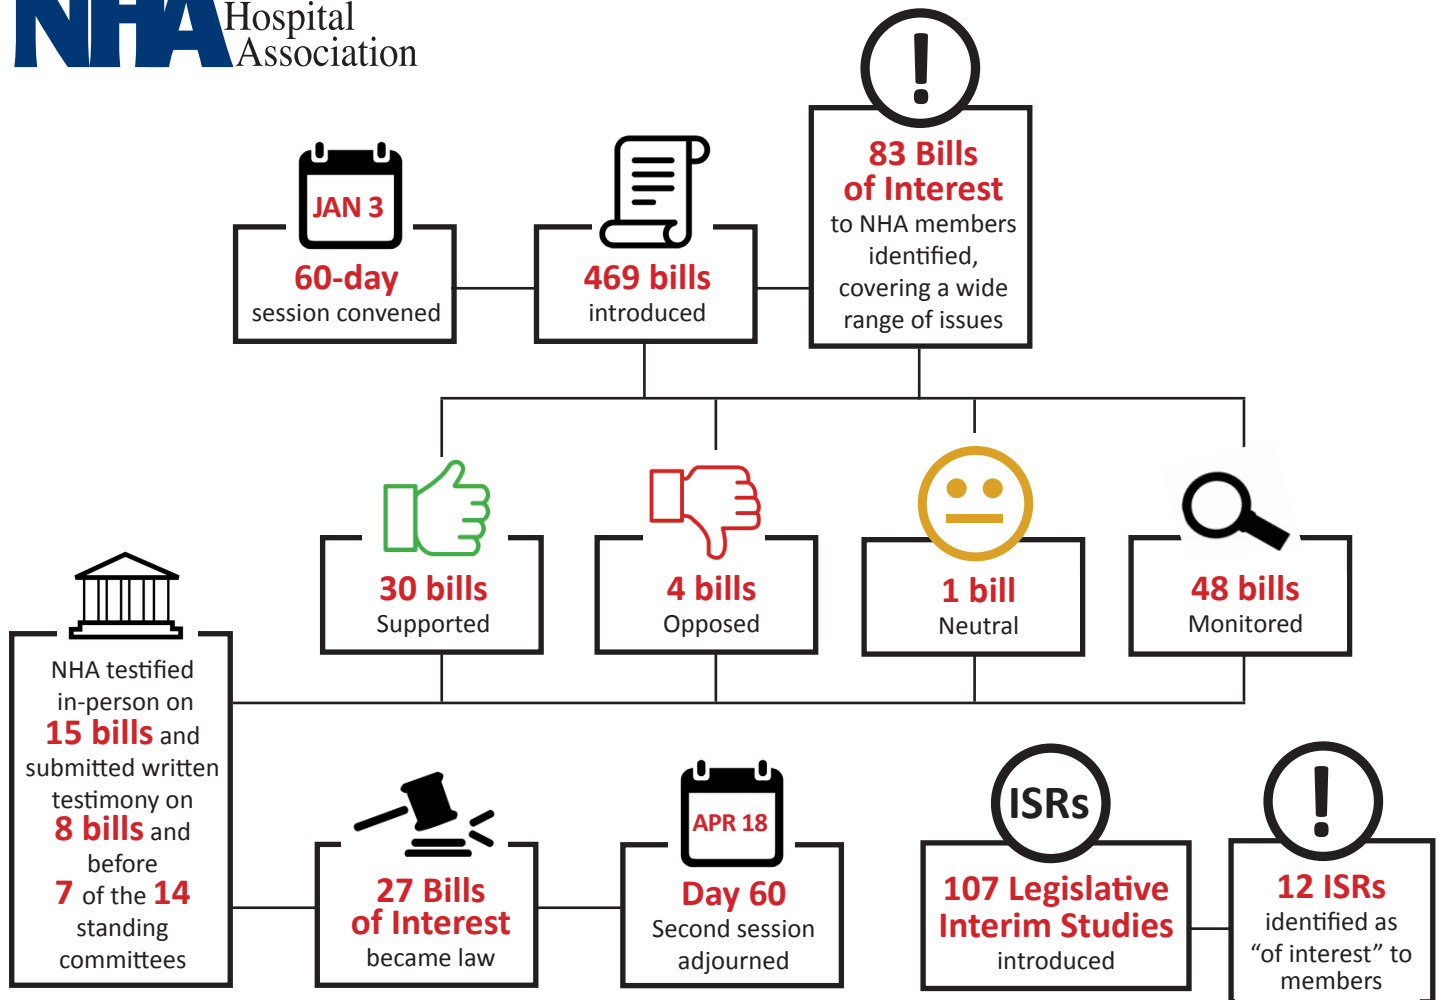 NHA Hospital
Association
JAN 3
60-day
session convened
469 bills
introduced
83 Bills
of Interest
to NHA members
identified,
covering a wide
range of issues
30 bills
Supported
4 bills
Opposed
1 bill
Neutral
48 bills
Monitored
NHA testified
in-person on
15 bills and
submitted written
testimony on
8 bills and
before
7 of the 14
standing
committees
27 Bills
of Interest
became law
APR 18
Day 60
Second session
adjourned
ISRs
107 Legislative
Interim Studies
introduced
12 ISRs
identified as
“of interest” to
members